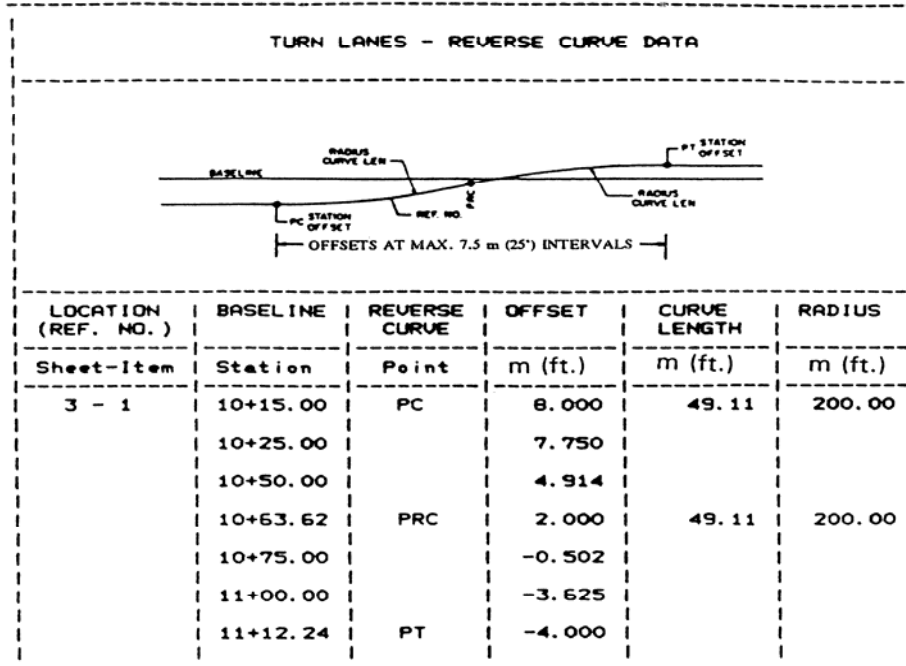 TURN LANES - REVERSE CURVE DATA
RADIUS
CURVE LEN
PT STATION
OFFSET
BASELINE
PRC
RADIUS
CURVE LEN
PC STATION
OFFSET
REF. NO.
OFFSETS AT MAX. 7.5 m (25') INTERVALS
LOCATION (REF. NO.) BASELINE REVERSE CURVE OFFSET CURVE LENGTH RADIUS
Sheet-Item Station Point m (ft.) m (ft.) m (ft.)
3 - 1 10+15.00 PC 8.000 49.11 200.00
10+25.00 7.750
10+50.00 4.914
10+63.62 PRC 2.000 49.11 200.00
10+75.00 -0.502
11+00.00 -3.625
11+12.24 PT -4.000